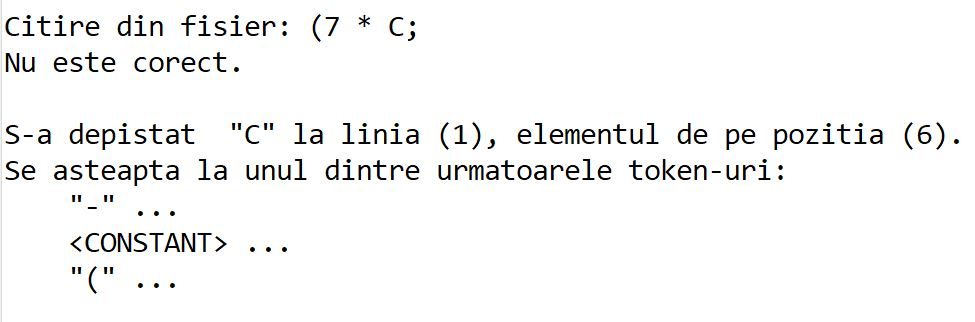 Citire din fisier: (7 * C;
Nu este corect.
S-a depistat  "C" la linia (1), elementul de pe pozitia (6).
Se asteapta la unul dintre urmatoarele token-uri:
    "-" ...
    <CONSTANT> ...
    "(" ...